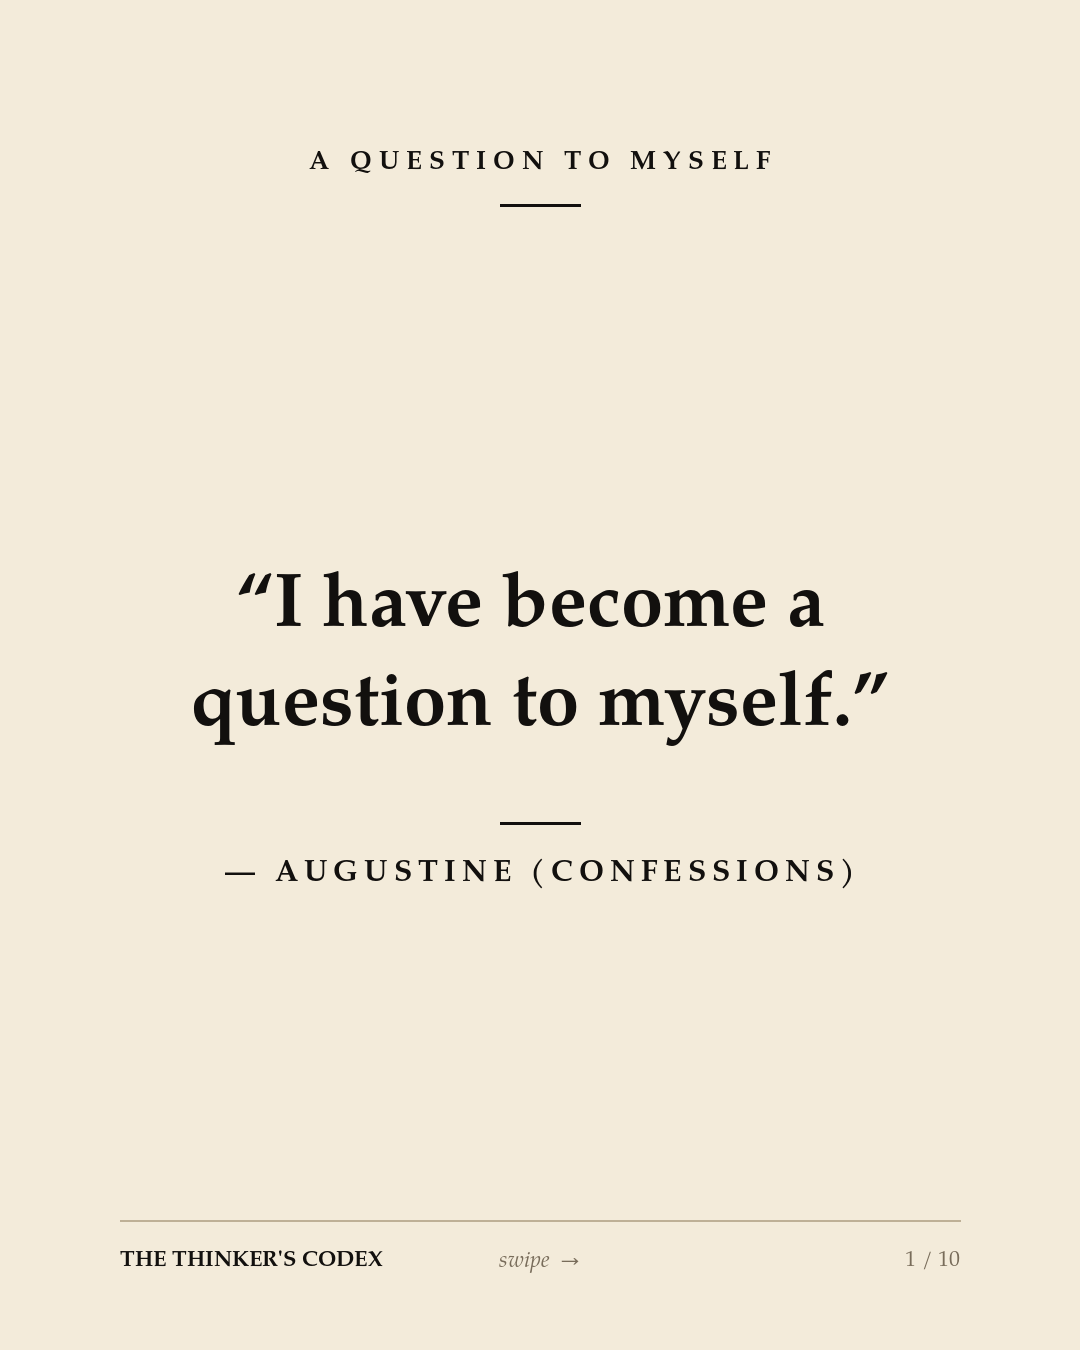 A QUESTION TO MYSELF
“I have become a
question to myself.”
— AUGUSTINE (CONFESSIONS)
THE THINKER'S CODEX
swipe →
1 / 10